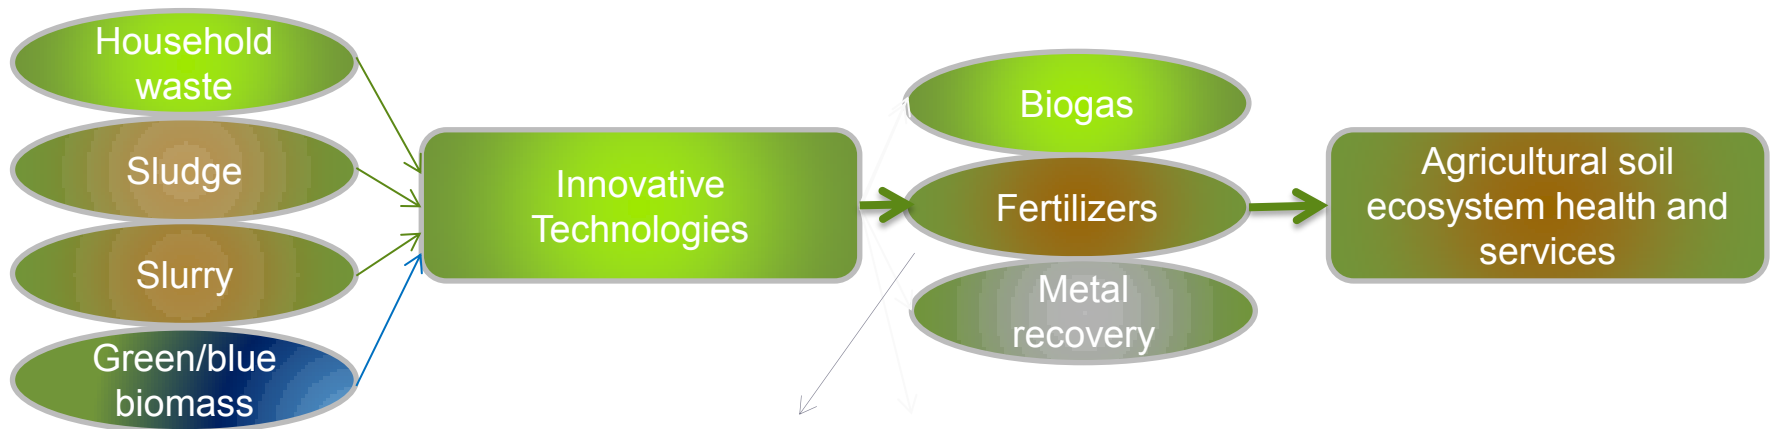 Household
waste
Sludge
Slurry
Green/blue
biomass
Innovative
Technologies
Biogas
Fertilizers
Metal
recovery
Agricultural soil
ecosystem health and
services